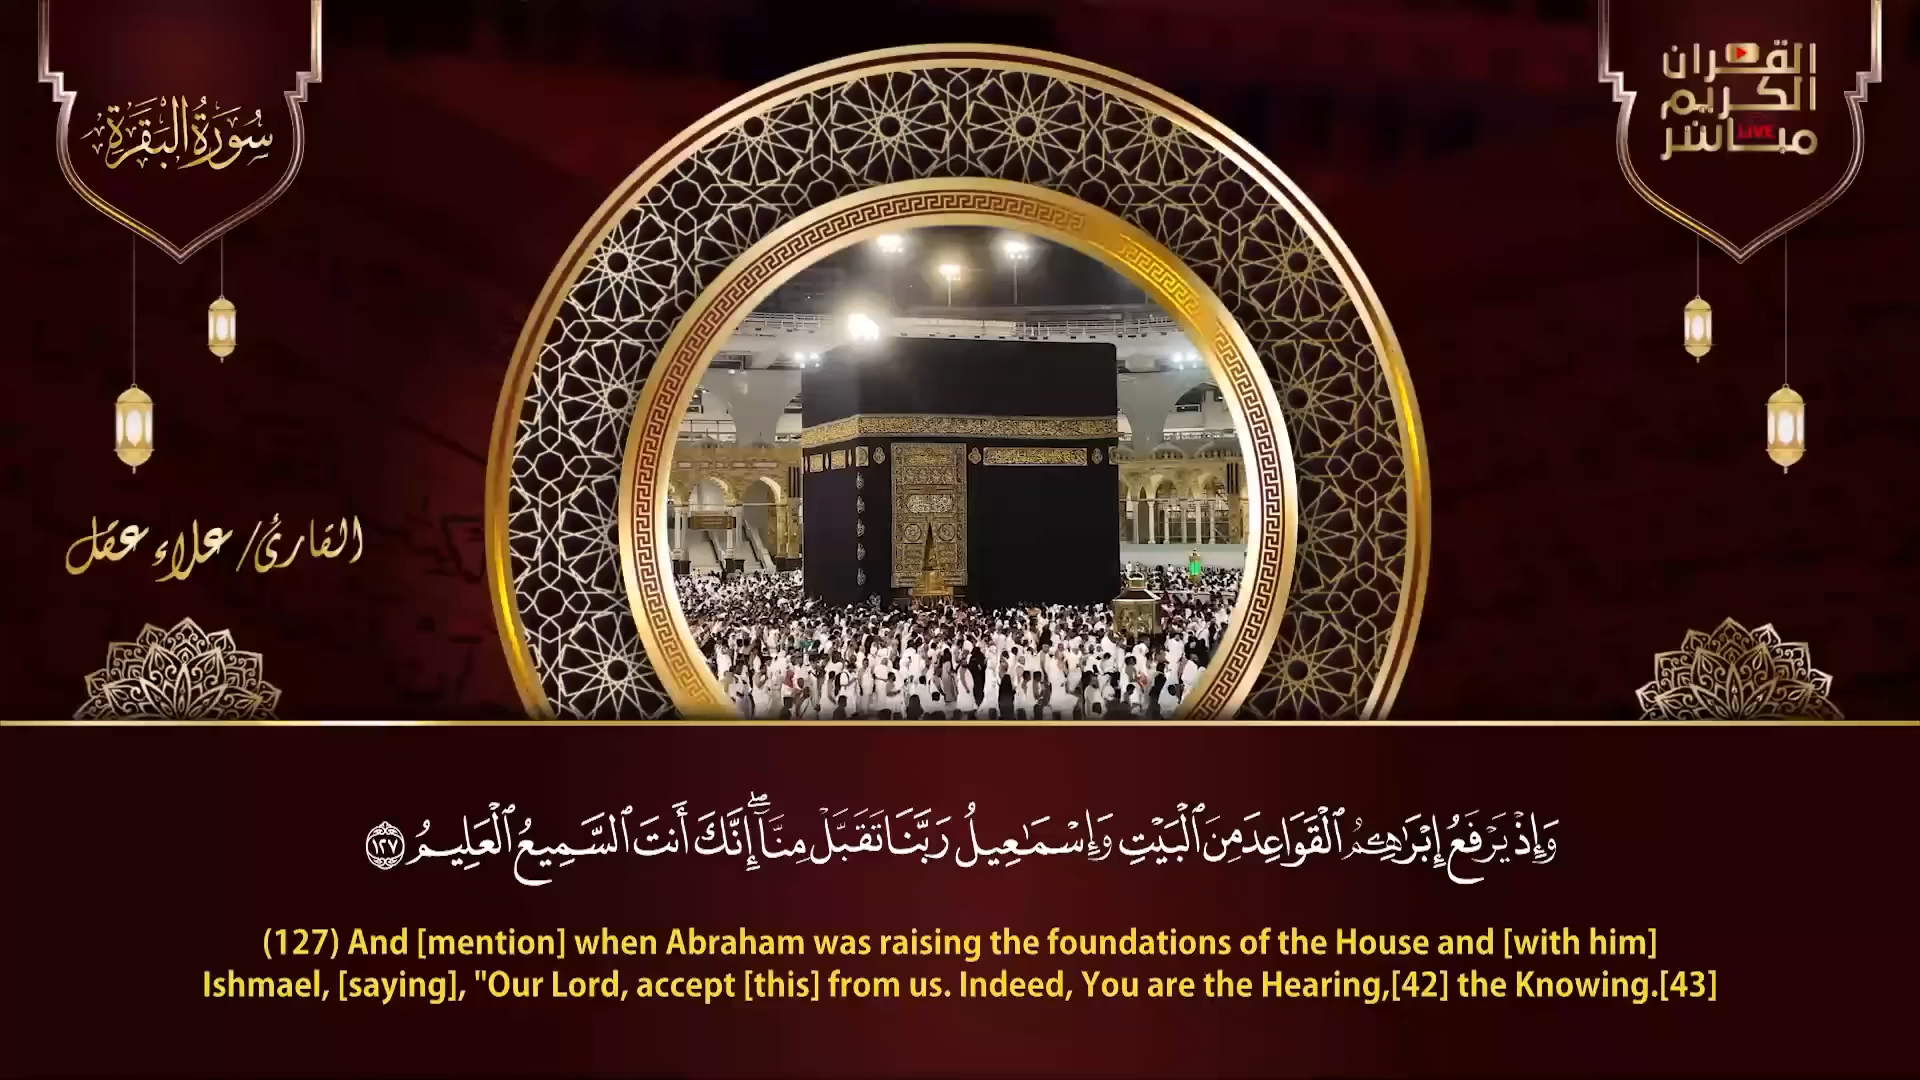 سُورَةُ البَقَرَةِ
القران
الكريم
مباشر
LIVE
القارئ/ علاء عقل
وَإِذْ يَرْفَعُ إِبْرَٰهِـۧمُ ٱلْقَوَاعِدَ مِنَ ٱلْبَيْتِ وَإِسْمَـٰعِيلُ رَبَّنَا تَقَبَّلْ مِنَّآ ۖ إِنَّكَ أَنتَ ٱلسَّمِيعُ ٱلْعَلِيمُ ١٢٧
(127) And [mention] when Abraham was raising the foundations of the House and [with him]
Ishmael, [saying], "Our Lord, accept [this] from us. Indeed, You are the Hearing,[42] the Knowing.[43]